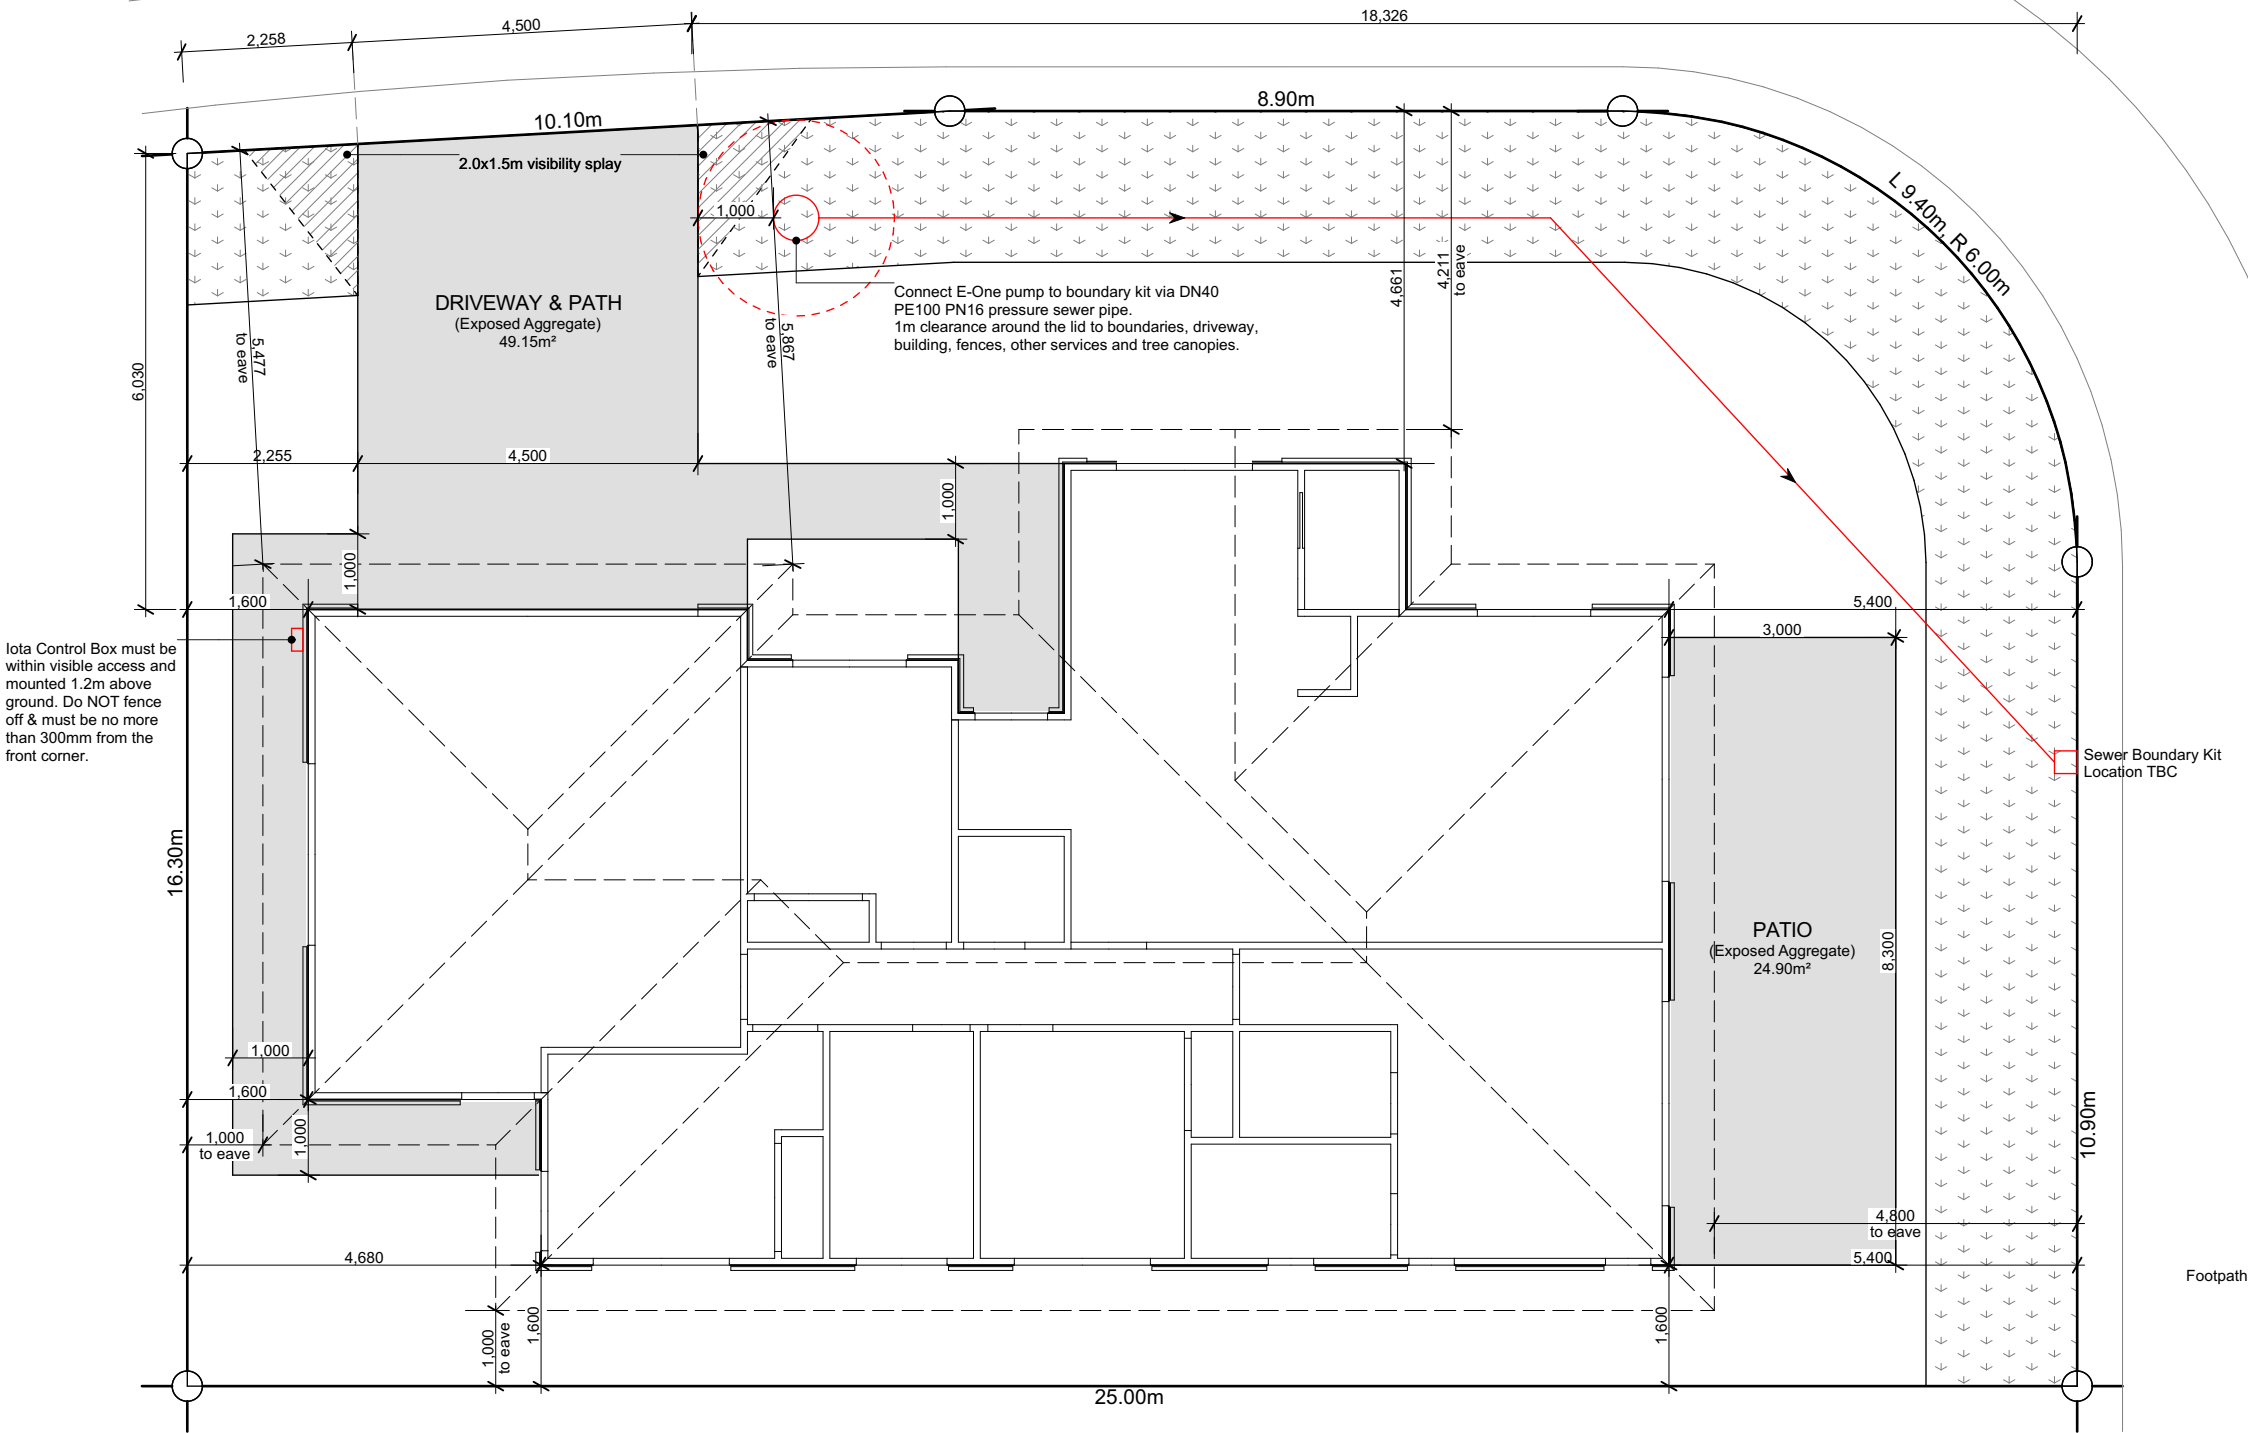 18,326
4,500
2,258
8.90m
10.10m
2.0x1.5m visibility splay
L 9.40m, R 6.00m
1,000
4,661
4,211
to eave
Connect E-One pump to boundary kit via DN40
PE100 PN16 pressure sewer pipe.
1m clearance around the lid to boundaries, driveway,
building, fences, other services and tree canopies.
DRIVEWAY & PATH
(Exposed Aggregate)
49.15m²
5,477
to eave
5,867
to eave
6,030
2,255
4,500
1,000
1,000
1,600
5,400
3,000
Iota Control Box must be
within visible access and
mounted 1.2m above
ground. Do NOT fence
off & must be no more
than 300mm from the
front corner.
Sewer Boundary Kit
Location TBC
16.30m
PATIO
(Exposed Aggregate)
24.90m²
8,300
1,000
1,600
1,000
1,000
to eave
10.90m
4,800
to eave
4,680
5,400
Footpath
1,000
to eave
1,600
1,600
25.00m